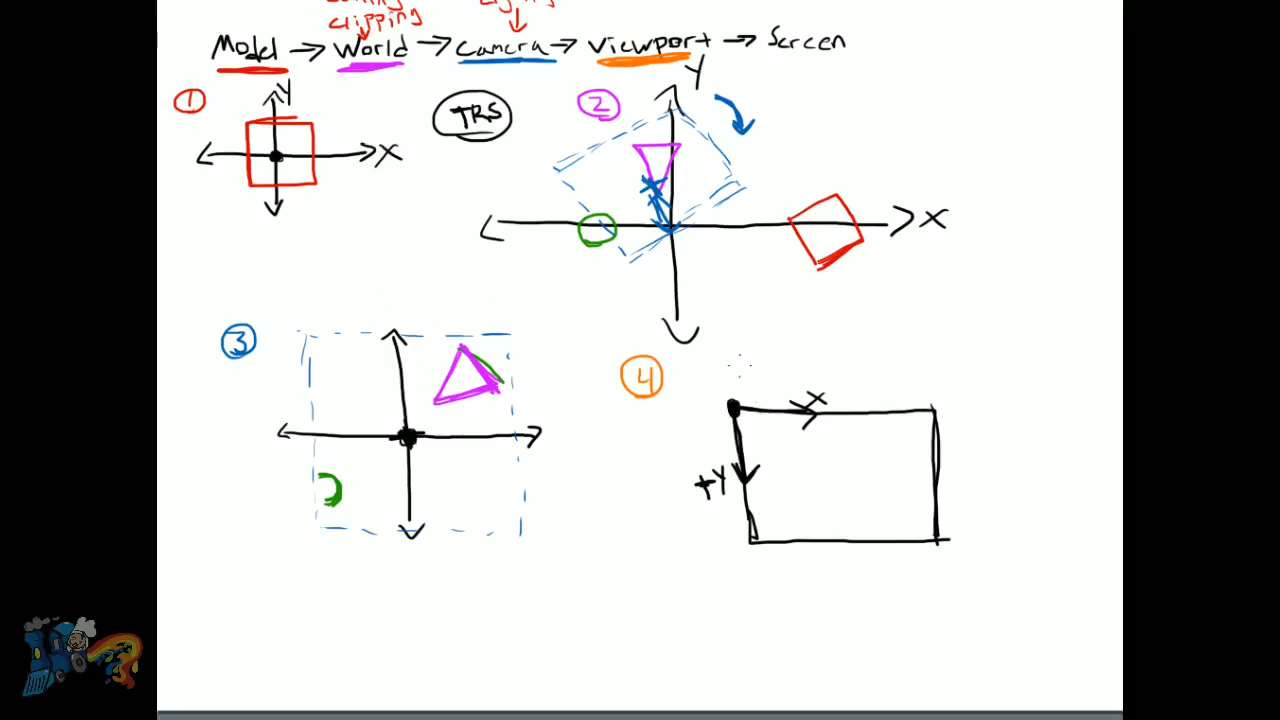 clipping
Model → World → Camera → Viewport → Screen
1
Y
X
TRS
2
Y
X
3
4
X
+Y